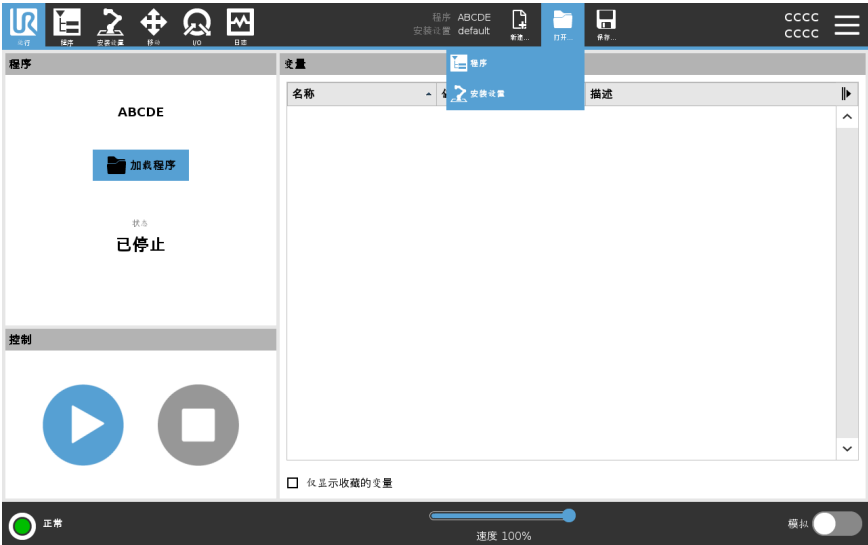 UR
运行
程序
安装设置
移动
I/O
日志
程序 ABCDE
安装设置 default
新建...
打开...
保存...
CCCC
CCCC
程序
安装设置
程序
ABCDE
加载程序
状态
已停止
控制
变量
名称
描述
仅显示收藏的变量
正常
速度 100%
模拟